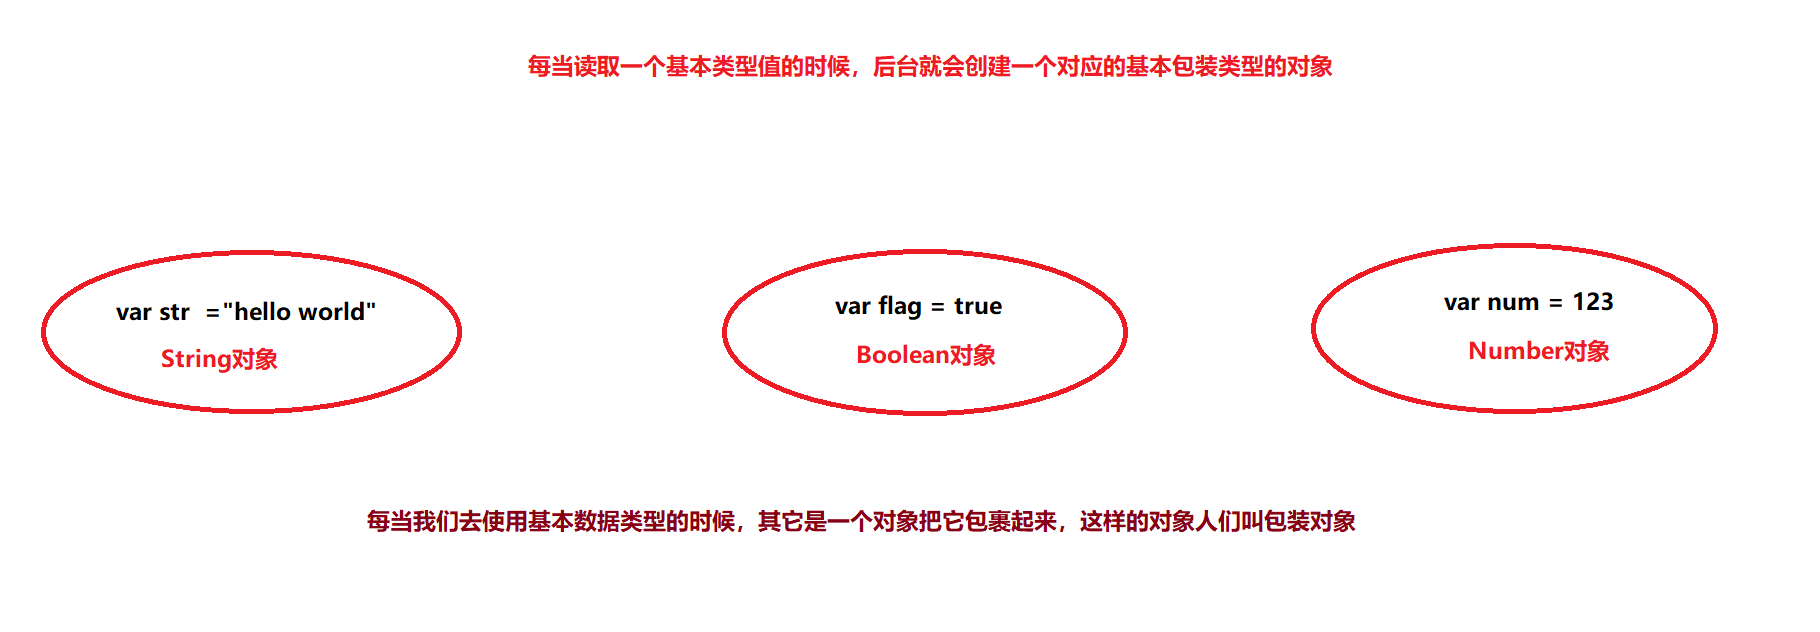 每当读取一个基本类型值的时候，后台就会创建一个对应的基本包装类型的对象
var str  ="hello world"
String对象
var flag = true
Boolean对象
var num = 123
Number对象
每当我们去使用基本数据类型的时候，其它是一个对象把它包裹起来，这样的对象人们叫包装对象